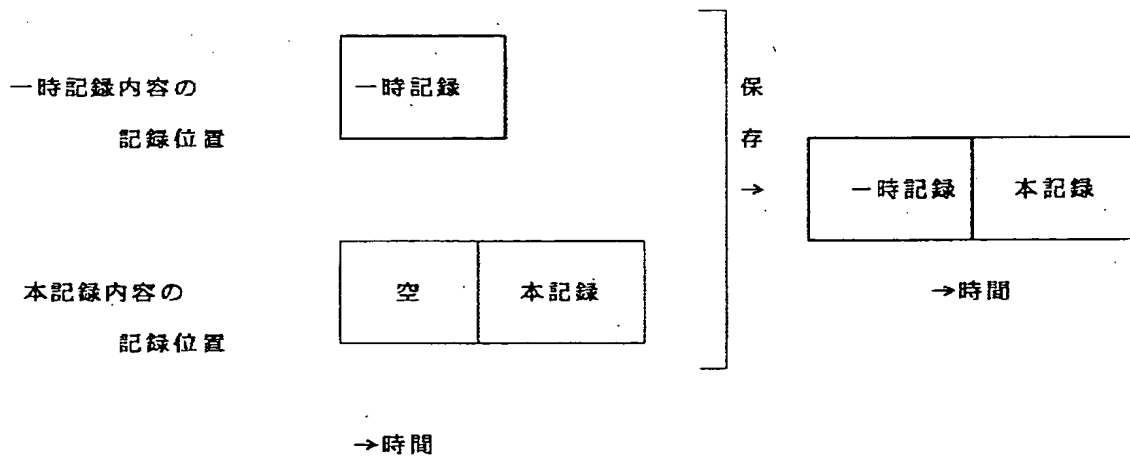 一時記録内容の
記録位置
一時記録
本記録内容の
記録位置
空
本記録
→時間
保
存
→
一時記録
本記録
→時間